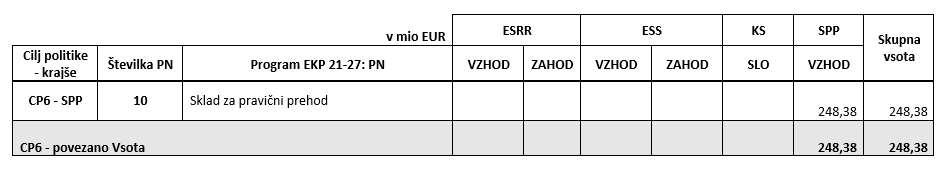 v mio EUR ESRR ESS KS SPP Skupna vsota
Cilj politike - krajše Številka PN Program EKP 21-27: PN VZHOD ZAHOD VZHOD ZAHOD SLO VZHOD
CP6 - SPP 10 Sklad za pravični prehod 248,38 248,38
CP6 - povezano Vsota 248,38 248,38